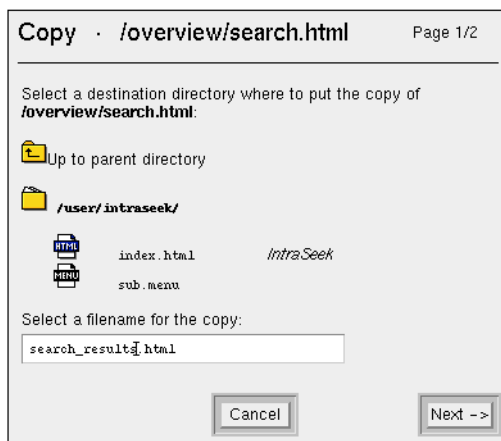 Copy · /overview/search.html Page 1/2
Select a destination directory where to put the copy of
/overview/search.html:
Up to parent directory
/user/intraseek/
HTML index.html IntraSeek
MENU sub.menu
Select a filename for the copy:
search_results.html
Cancel Next ->